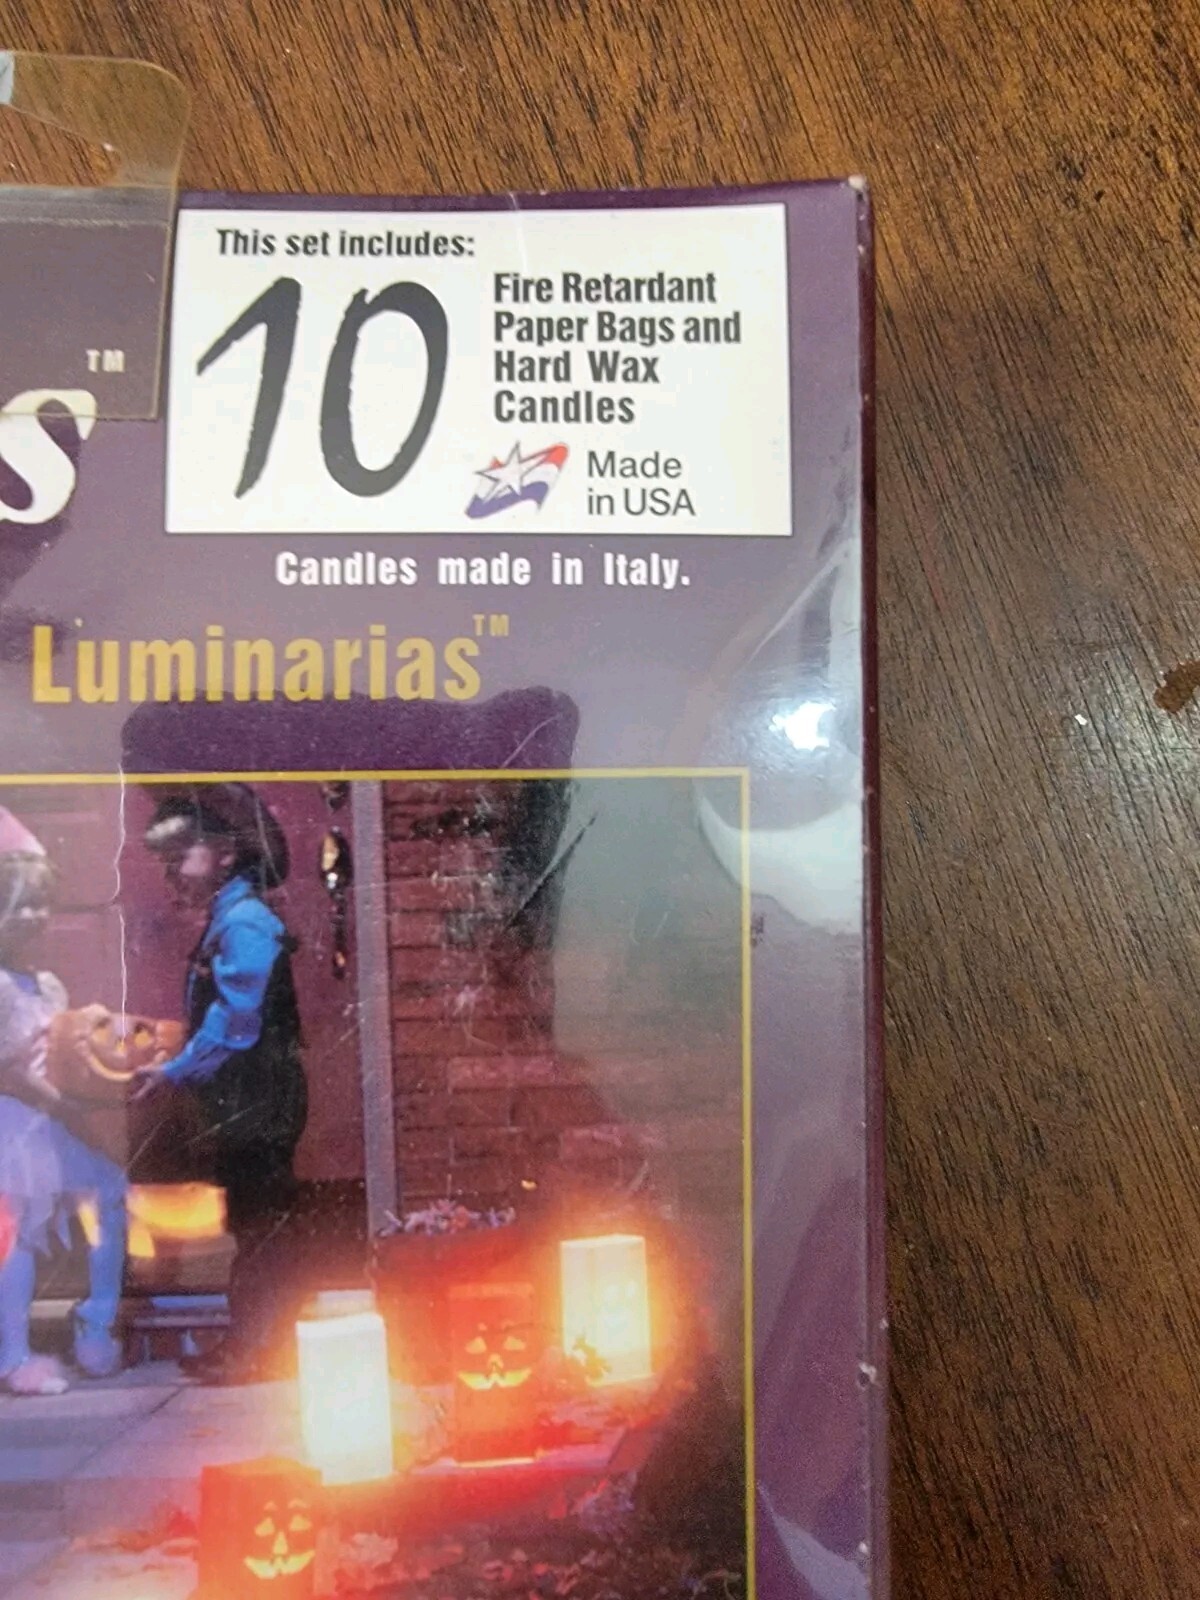 This set includes:
10
Fire Retardant
Paper Bags and
Hard Wax
Candles
Made
in USA
s™
Candles made in Italy.
Luminarias™